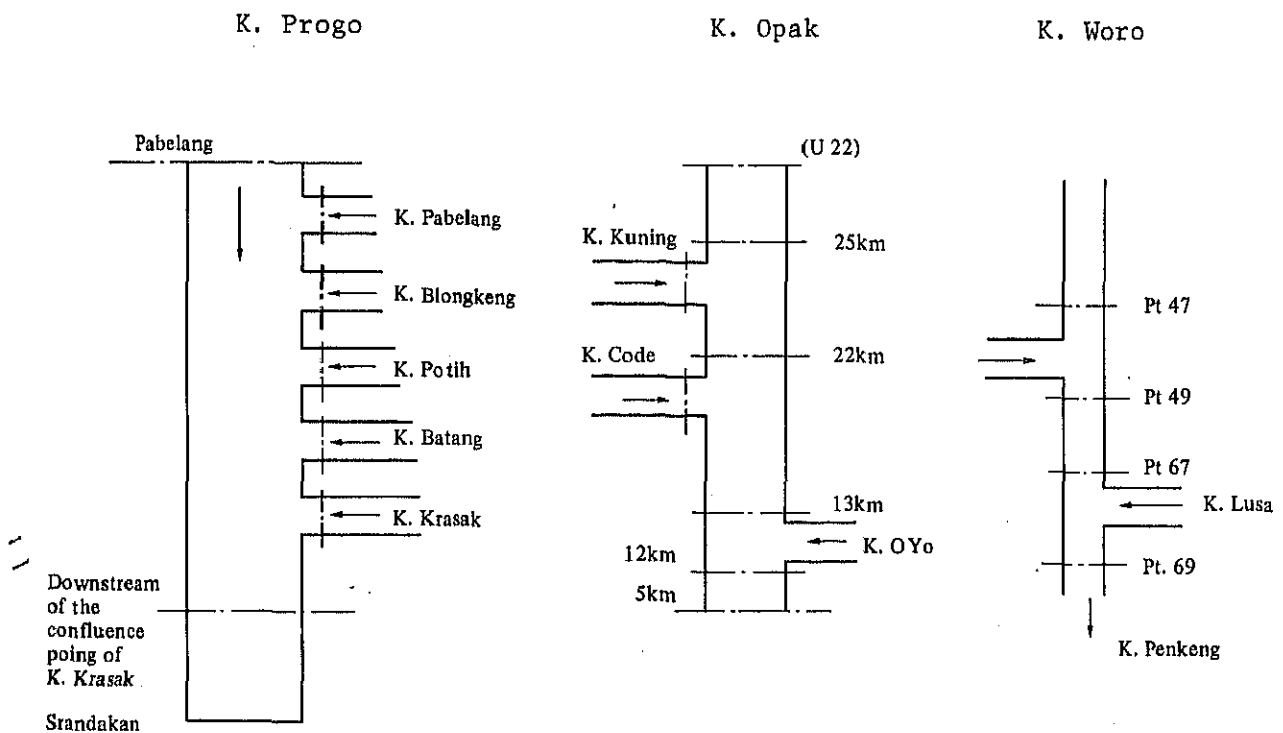 K. Progo
K. Opak
K. Woro
Pabelang
K. Pabelang
K. Blongkeng
K. Potih
K. Batang
K. Krasak
Downstream
of the
confluence
poing of
K. Krasak
Srandakan
(U 22)
K. Kuning
25km
K. Code
22km
13km
K. OYo
12km
5km
Pt 47
Pt 49
Pt 67
K. Lusa
Pt. 69
K. Penkeng